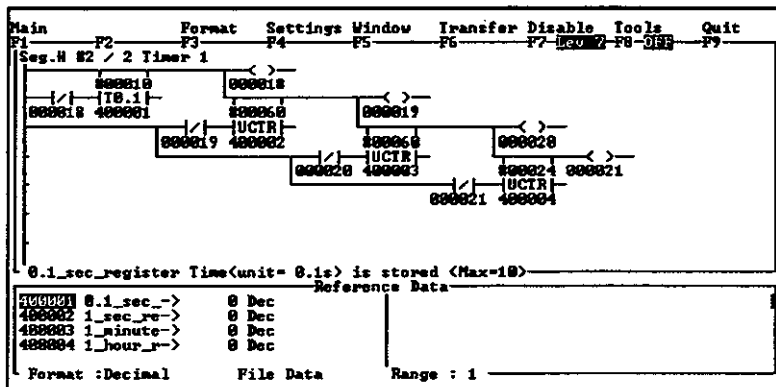 Main Format Settings Window Transfer Disable Tools Quit
F1 F2 F3 F4 F5 F6 F7 Lev 7 F8 OFF F9
Seg.H #2 / 2 Timer 1
#00010 000018
000018 T0.1 400001 #00060 000019
000019 UCTR 400002 #00060 000020
000020 UCTR 400003 #00024 000021
000021 UCTR 400004
0.1_sec_register Time(unit= 0.1s) is stored (Max=10)
Reference Data
400001 0.1_sec_-> 0 Dec
400002 1_sec_re-> 0 Dec
400003 1_minute-> 0 Dec
400004 1_hour_r-> 0 Dec
Format :Decimal File Data Range : 1